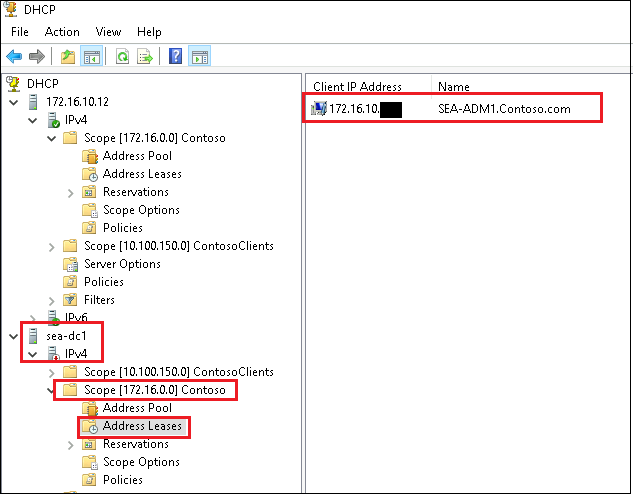 DHCP
File Action View Help
DHCP
172.16.10.12
IPv4
Scope [172.16.0.0] Contoso
Address Pool
Address Leases
Reservations
Scope Options
Policies
Scope [10.100.150.0] ContosoClients
Server Options
Policies
Filters
IPv6
sea-dc1
IPv4
Scope [10.100.150.0] ContosoClients
Scope [172.16.0.0] Contoso
Address Pool
Address Leases
Reservations
Scope Options
Policies
Client IP Address Name
172.16.10. SEA-ADM1.Contoso.com